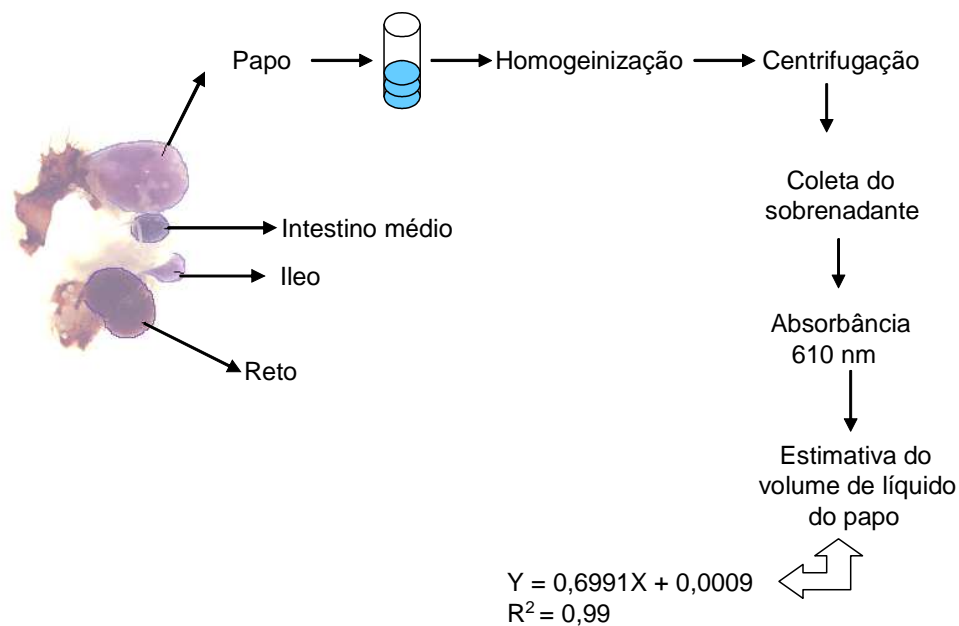 Papo
Homogeinização
Centrifugação
Coleta do
sobrenadante
Intestino médio
Ileo
Absorbância
610 nm
Reto
Estimativa do
volume de líquido
do papo
Y = 0,6991X + 0,0009
R² = 0,99